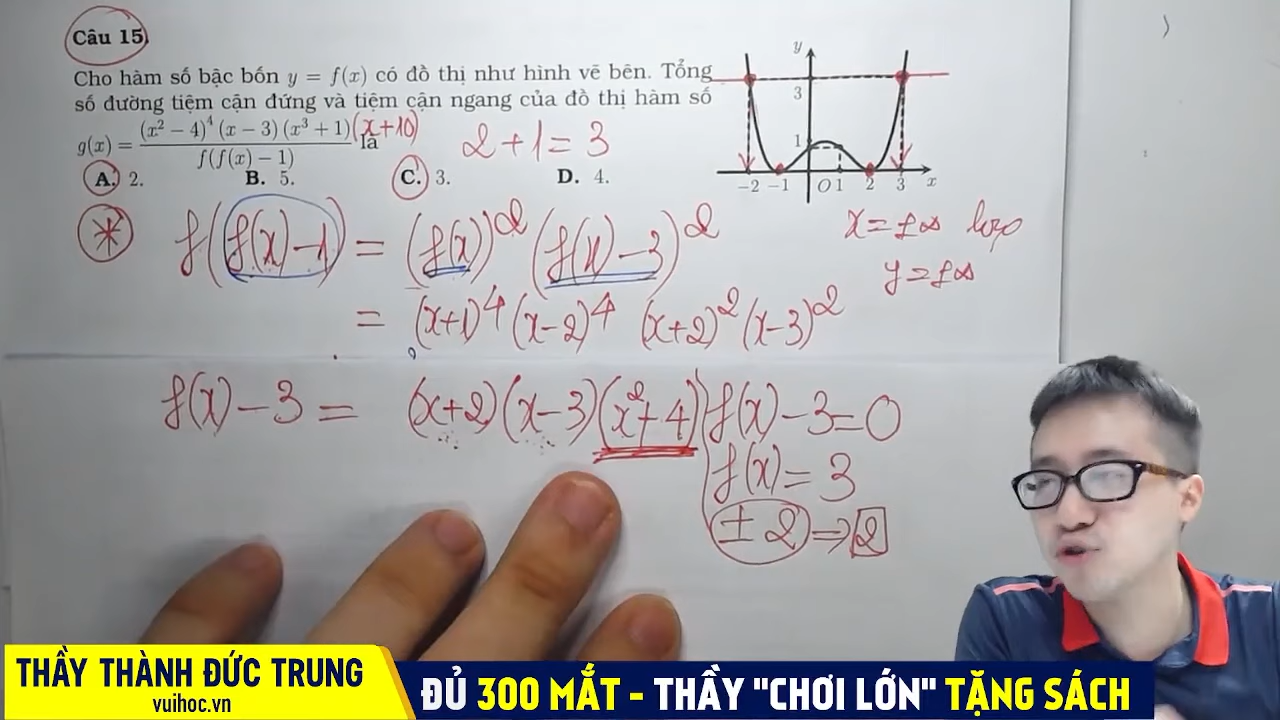 Câu 15.
Cho hàm số bậc bốn y = f(x) có đồ thị như hình vẽ bên. Tổng
số đường tiệm cận đứng và tiệm cận ngang của đồ thị hàm số
g(x) = (x² − 4)⁴ (x − 3) (x³ + 1)(x+10) / f(f(x) − 1) là
2 + 1 = 3
A. 2. B. 5. C. 3. D. 4.
y
3
1
−2 −1 O 1 2 3 x
* f(f(x)−1) = (f(x))² (f(x)−3)²
= (x+1)⁴ (x−2)⁴ (x+2)² (x−3)²
x = ±∞ loại
y = ±∞
f(x) − 3 = (x+2)(x−3)(x²+4)
f(x) − 3 = 0
f(x) = 3
±2 ⇒ 2
THẦY THÀNH ĐỨC TRUNG
vuihoc.vn
ĐỦ 300 MẮT - THẦY "CHƠI LỚN" TẶNG SÁCH